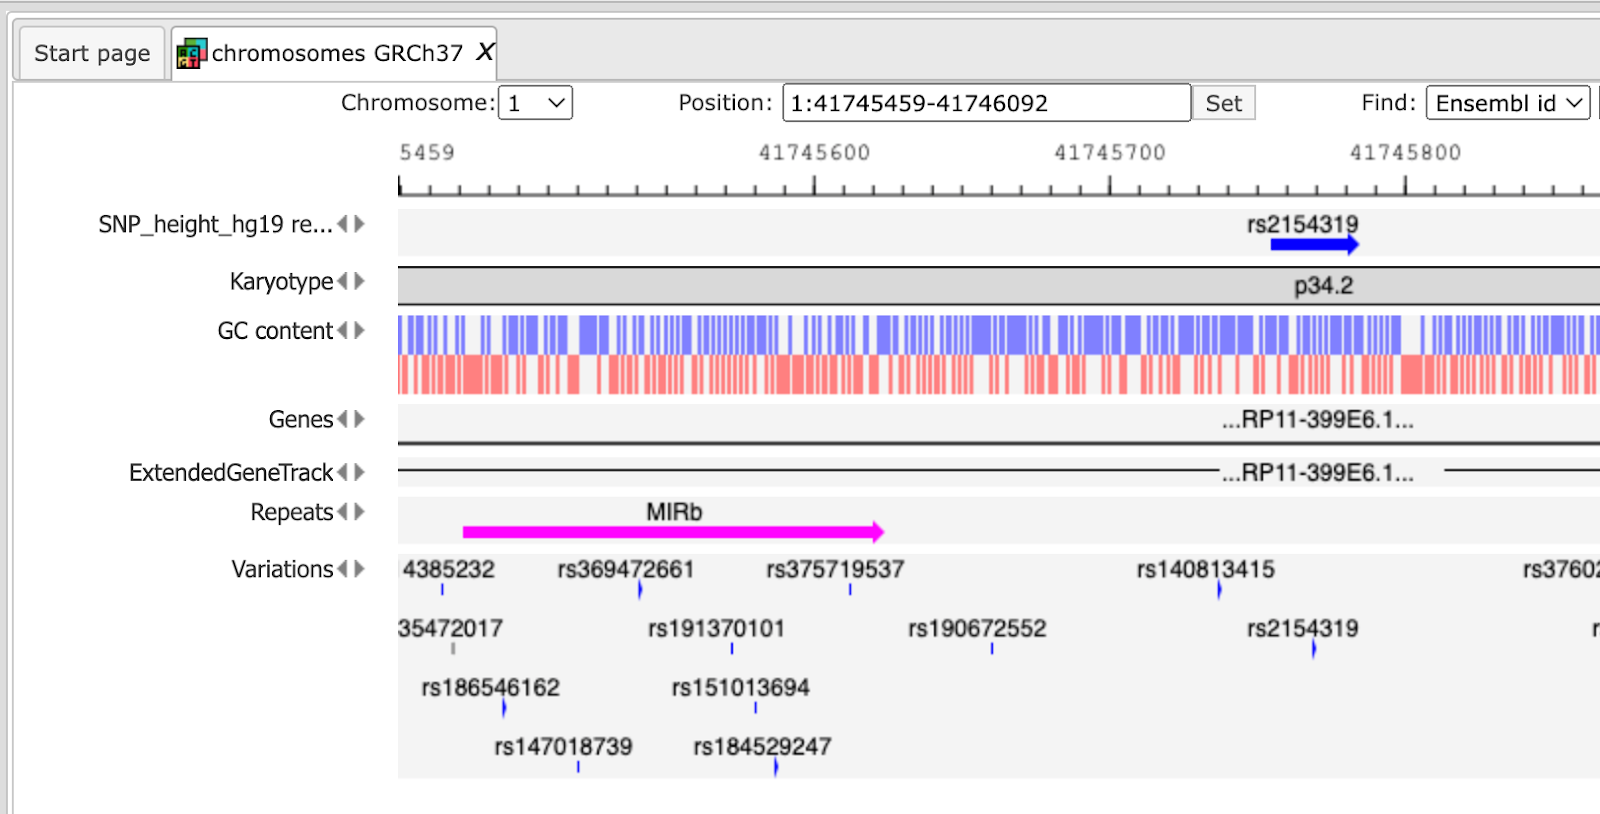 Start page chromosomes GRCh37 X
Chromosome: 1 Position: 1:41745459-41746092 Set Find: Ensembl id
5459 41745600 41745700 41745800
SNP_height_hg19 re... rs2154319
Karyotype p34.2
GC content
Genes ...RP11-399E6.1...
ExtendedGeneTrack ...RP11-399E6.1...
Repeats MIRb
Variations 4385232 rs369472661 rs375719537 rs140813415 rs3760
35472017 rs191370101 rs190672552 rs2154319
rs186546162 rs151013694
rs147018739 rs184529247